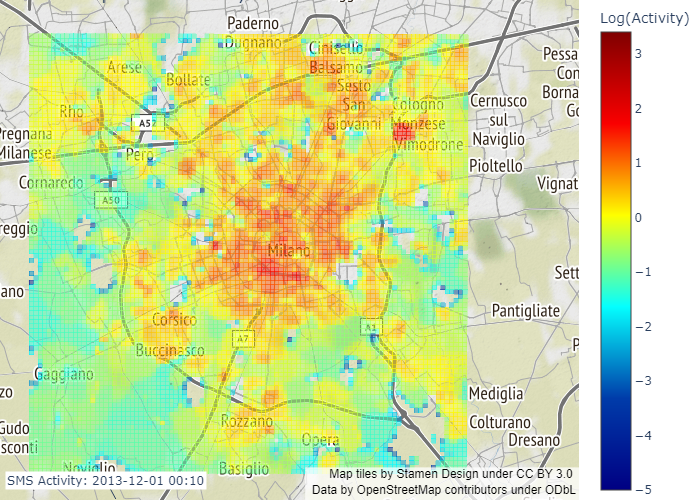 Paderno
Dugnano
Log(Activity)
Cinisello
Balsamo
Arese
Bollate
Sesto
San
Giovanni
Pessa
Con
Borna
Go
Rho
A52
Cologno
Monzese
Vimodrone
Cernusco
sul
Naviglio
Pregnana
Milanese
Pero
Pioltello
Cornaredo
Vignat
A50
reggio
Milano
Sett
ano
Pantigliate
Corsico
A7
A1
P
Buccinasco
Gaggiano
zo
Mediglia
Rozzano
Colturano
Gudo
sconti
Opera
Dresano
Noviglio
Basiglio
SMS Activity: 2013-12-01 00:10
Map tiles by Stamen Design under CC BY 3.0
Data by OpenStreetMap contributors under ODbL
3
2
1
0
−1
−2
−3
−4
−5